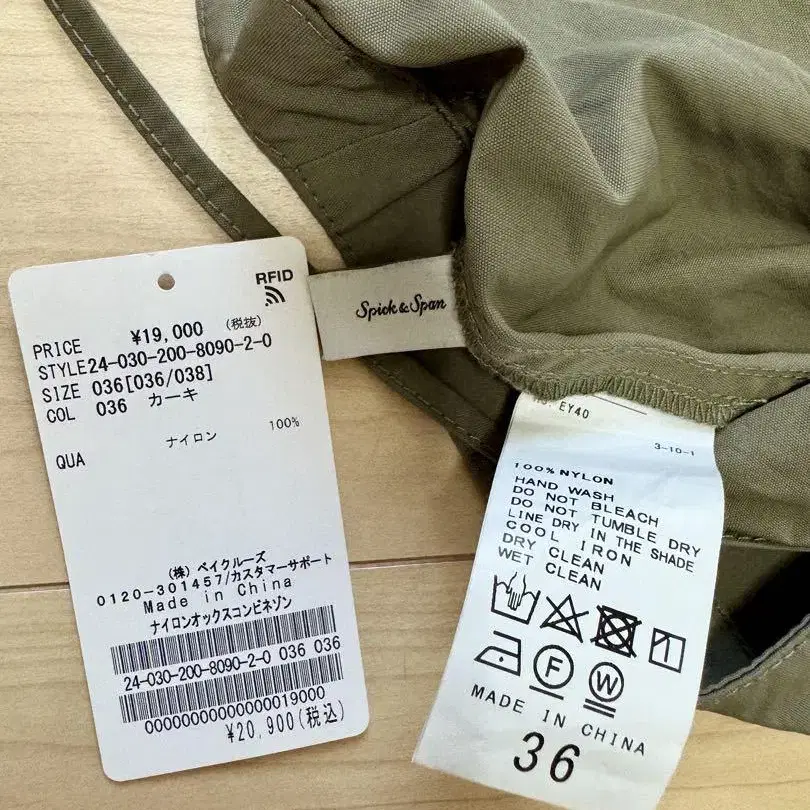 RFID
PRICE ¥19,000 (税抜)
STYLE24-030-200-8090-2-0
SIZE 036[036/038]
COL 036 カーキ
QUA ナイロン 100%
(株) ベイクルーズ
0120-301457/カスタマーサポート
Made in China
ナイロンオックスコンビネゾン
24-030-200-8090-2-0 036 036
0000000000000000019000
¥20,900(税込)
Spick & Span
EY40
3-10-1
100% NYLON
HAND WASH
DO NOT BLEACH
DO NOT TUMBLE DRY
LINE DRY IN THE SHADE
COOL IRON
DRY CLEAN
WET CLEAN
F
W
MADE IN CHINA
36